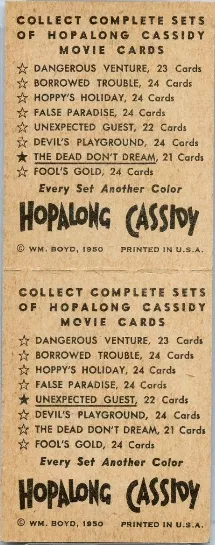 COLLECT COMPLETE SETS
OF HOPALONG CASSIDY
MOVIE CARDS
☆ DANGEROUS VENTURE, 23 Cards
☆ BORROWED TROUBLE, 24 Cards
☆ HOPPY'S HOLIDAY, 24 Cards
☆ FALSE PARADISE, 24 Cards
☆ UNEXPECTED GUEST, 22 Cards
☆ DEVIL'S PLAYGROUND, 24 Cards
★ THE DEAD DON'T DREAM, 21 Cards
☆ FOOL'S GOLD, 24 Cards
Every Set Another Color
HOPALONG CASSIDY
© WM. BOYD, 1950 PRINTED IN U.S.A.
COLLECT COMPLETE SETS
OF HOPALONG CASSIDY
MOVIE CARDS
☆ DANGEROUS VENTURE, 23 Cards
☆ BORROWED TROUBLE, 24 Cards
☆ HOPPY'S HOLIDAY, 24 Cards
☆ FALSE PARADISE, 24 Cards
★ UNEXPECTED GUEST, 22 Cards
☆ DEVIL'S PLAYGROUND, 24 Cards
☆ THE DEAD DON'T DREAM, 21 Cards
☆ FOOL'S GOLD, 24 Cards
Every Set Another Color
HOPALONG CASSIDY
© WM. BOYD, 1950 PRINTED IN U.S.A.